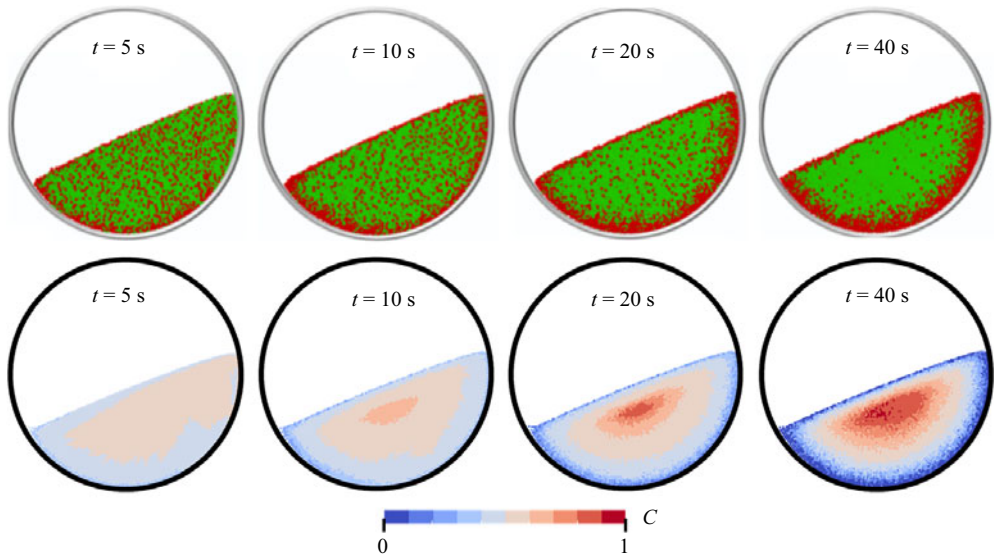 t = 5 s
t = 10 s
t = 20 s
t = 40 s
t = 5 s
t = 10 s
t = 20 s
t = 40 s
C
0
1